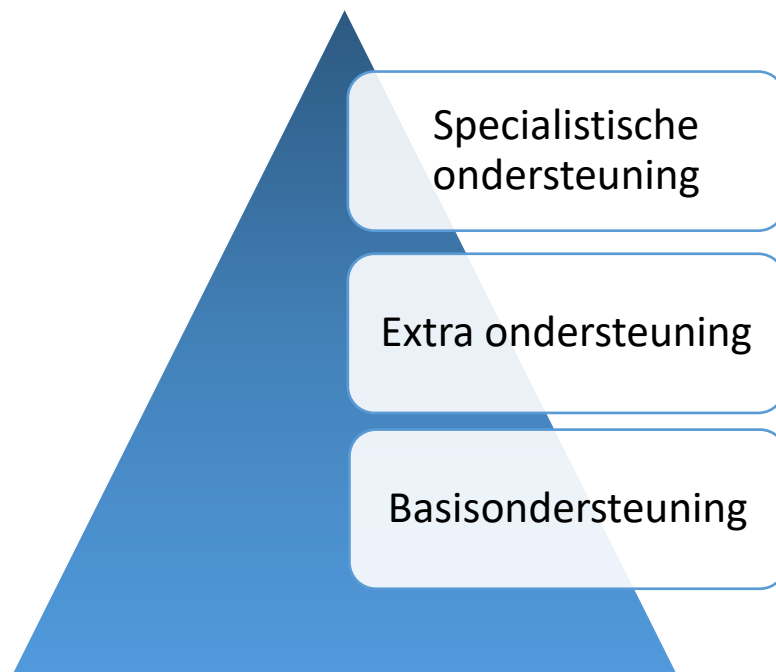 Specialistische
ondersteuning
Extra ondersteuning
Basisondersteuning